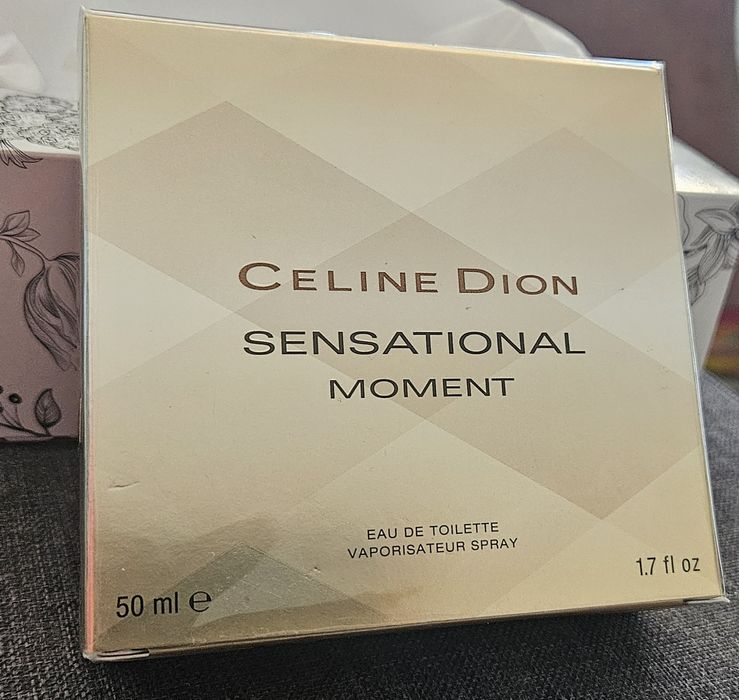 CELINE DION
SENSATIONAL
MOMENT
EAU DE TOILETTE
VAPORISATEUR SPRAY
50 ml ℮
1.7 fl oz